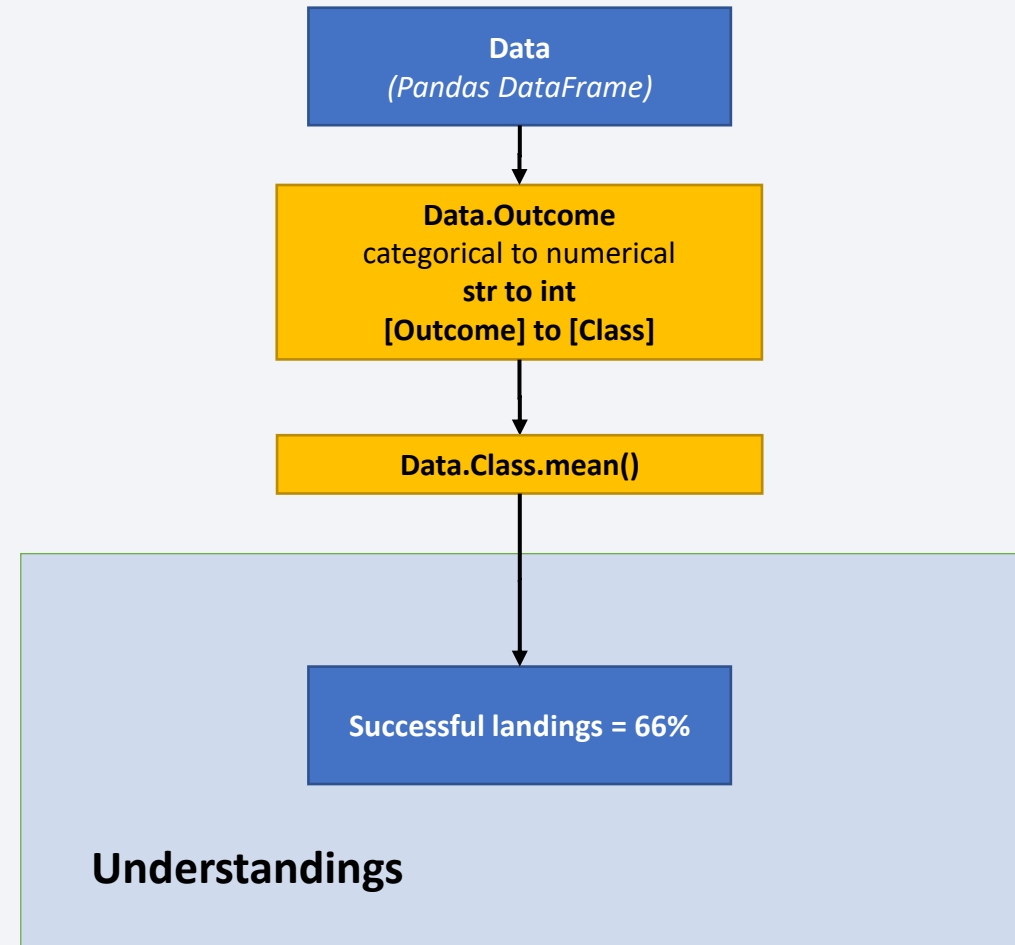 Data
(Pandas DataFrame)
Data.Outcome
categorical to numerical
str to int
[Outcome] to [Class]
Data.Class.mean()
Successful landings = 66%
Understandings